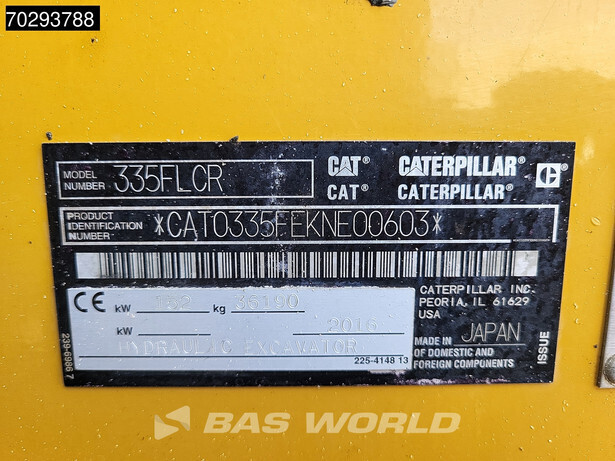 70293788
MODEL NUMBER 335FLCR
CAT® CATERPILLAR® C®
CAT® CATERPILLAR®
PRODUCT IDENTIFICATION NUMBER *CAT0335FEKNE00603*
CATERPILLAR INC.
PEORIA, IL 61629
USA
CE kW 152 kg 36190
kW 2016
HYDRAULIC EXCAVATOR
225-4148 13
MADE IN JAPAN
OF DOMESTIC AND
FOREIGN COMPONENTS
ISSUE
239-6986 7
BAS WORLD